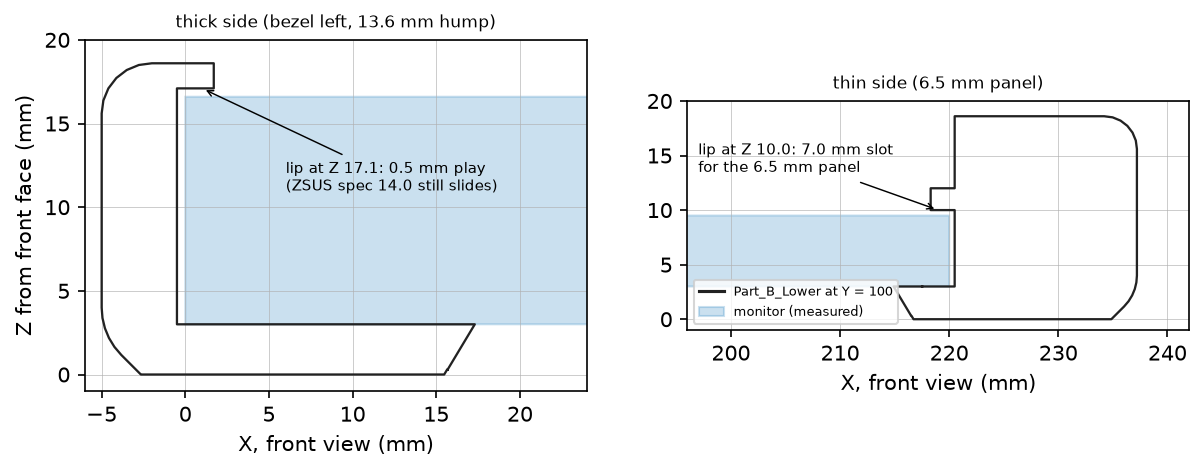 thick side (bezel left, 13.6 mm hump)
20
15
10
5
0
Z from front face (mm)
lip at Z 17.1: 0.5 mm play
(ZSUS spec 14.0 still slides)
−5
0
5
10
15
20
X, front view (mm)
thin side (6.5 mm panel)
20
15
10
5
0
lip at Z 10.0: 7.0 mm slot
for the 6.5 mm panel
Part_B_Lower at Y = 100
monitor (measured)
200
210
220
230
240
X, front view (mm)